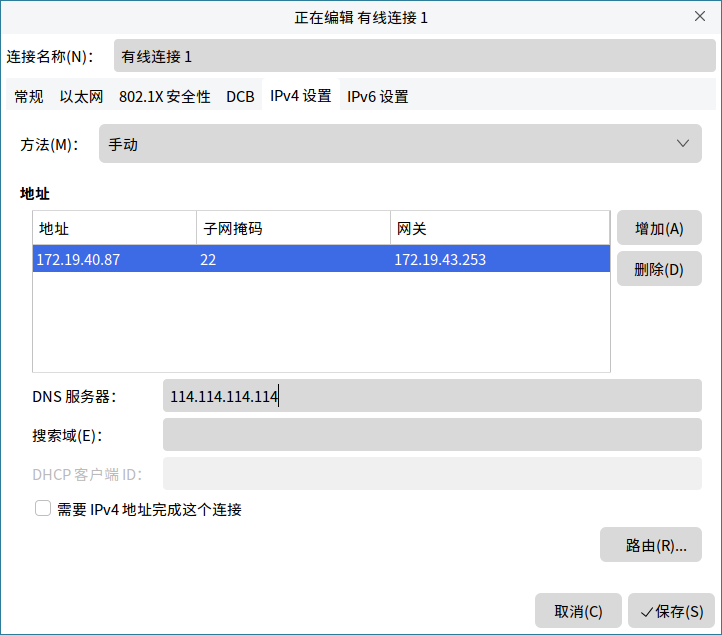 正在编辑 有线连接 1
连接名称(N)： 有线连接 1
常规 以太网 802.1X 安全性 DCB IPv4 设置 IPv6 设置
方法(M)： 手动
地址
地址 子网掩码 网关 增加(A)
172.19.40.87 22 172.19.43.253
删除(D)
DNS 服务器： 114.114.114.114
搜索域(E)：
DHCP 客户端 ID：
需要 IPv4 地址完成这个连接
路由(R)...
取消(C) 保存(S)